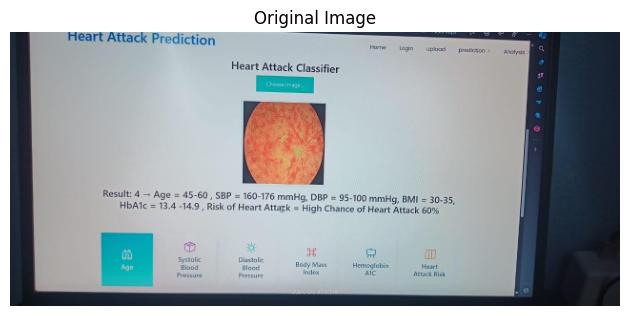 Original Image
Heart Attack Prediction
Home Login upload prediction Analysis
Heart Attack Classifier
Choose Image...
Result: 4 → Age = 45-60 , SBP = 160-176 mmHg, DBP = 95-100 mmHg, BMI = 30-35,
HbA1c = 13.4 -14.9 , Risk of Heart Attack = High Chance of Heart Attack 60%
Age
Systolic
Blood
Pressure
Diastolic
Blood
Pressure
Body Mass
Index
Hemoglobin
A1C
Heart
Attack Risk